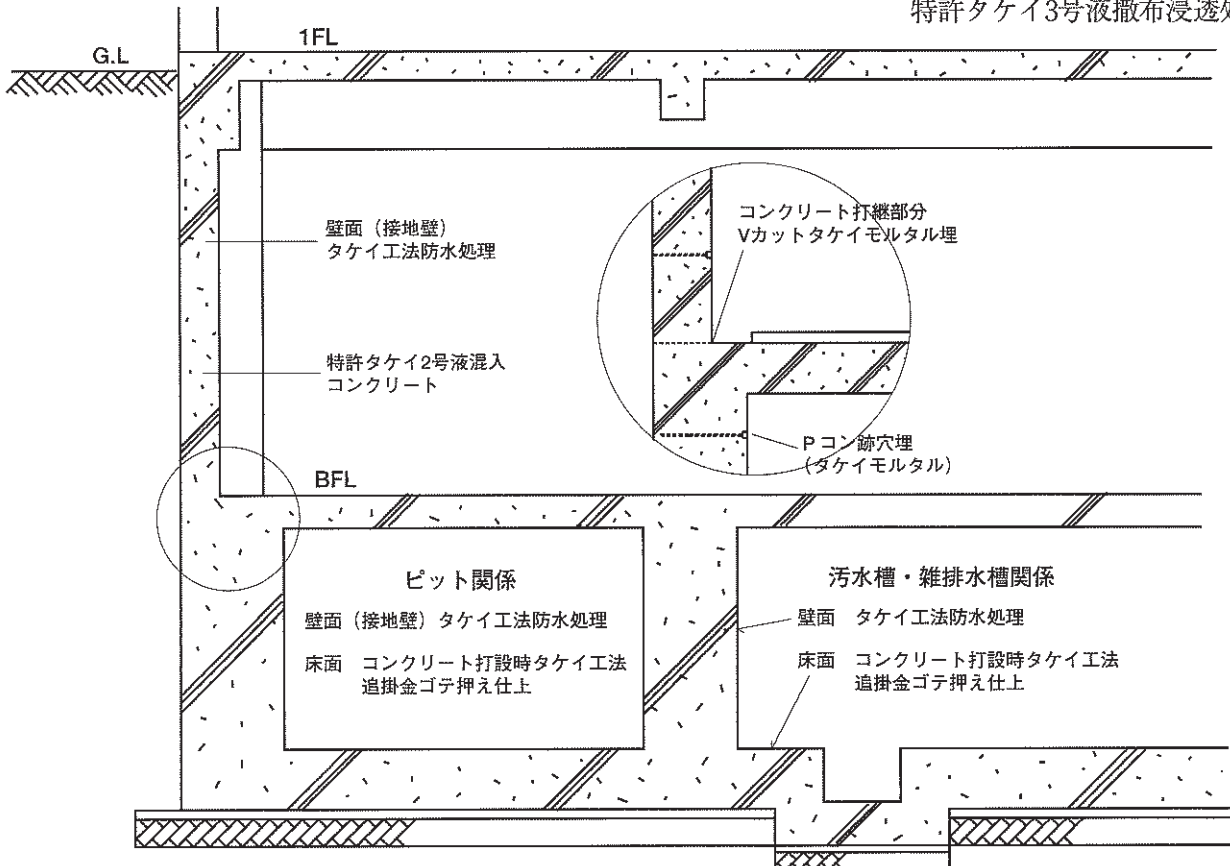 特許タケイ3号液撒布浸透処
1FL
G.L
コンクリート打継部分
Vカットタケイモルタル埋
壁面（接地壁）
タケイ工法防水処理
特許タケイ2号液混入
コンクリート
Pコン跡穴埋
（タケイモルタル）
BFL
ピット関係
壁面（接地壁）タケイ工法防水処理
床面　コンクリート打設時タケイ工法
追掛金ゴテ押え仕上
汚水槽・雑排水槽関係
壁面　タケイ工法防水処理
床面　コンクリート打設時タケイ工法
追掛金ゴテ押え仕上